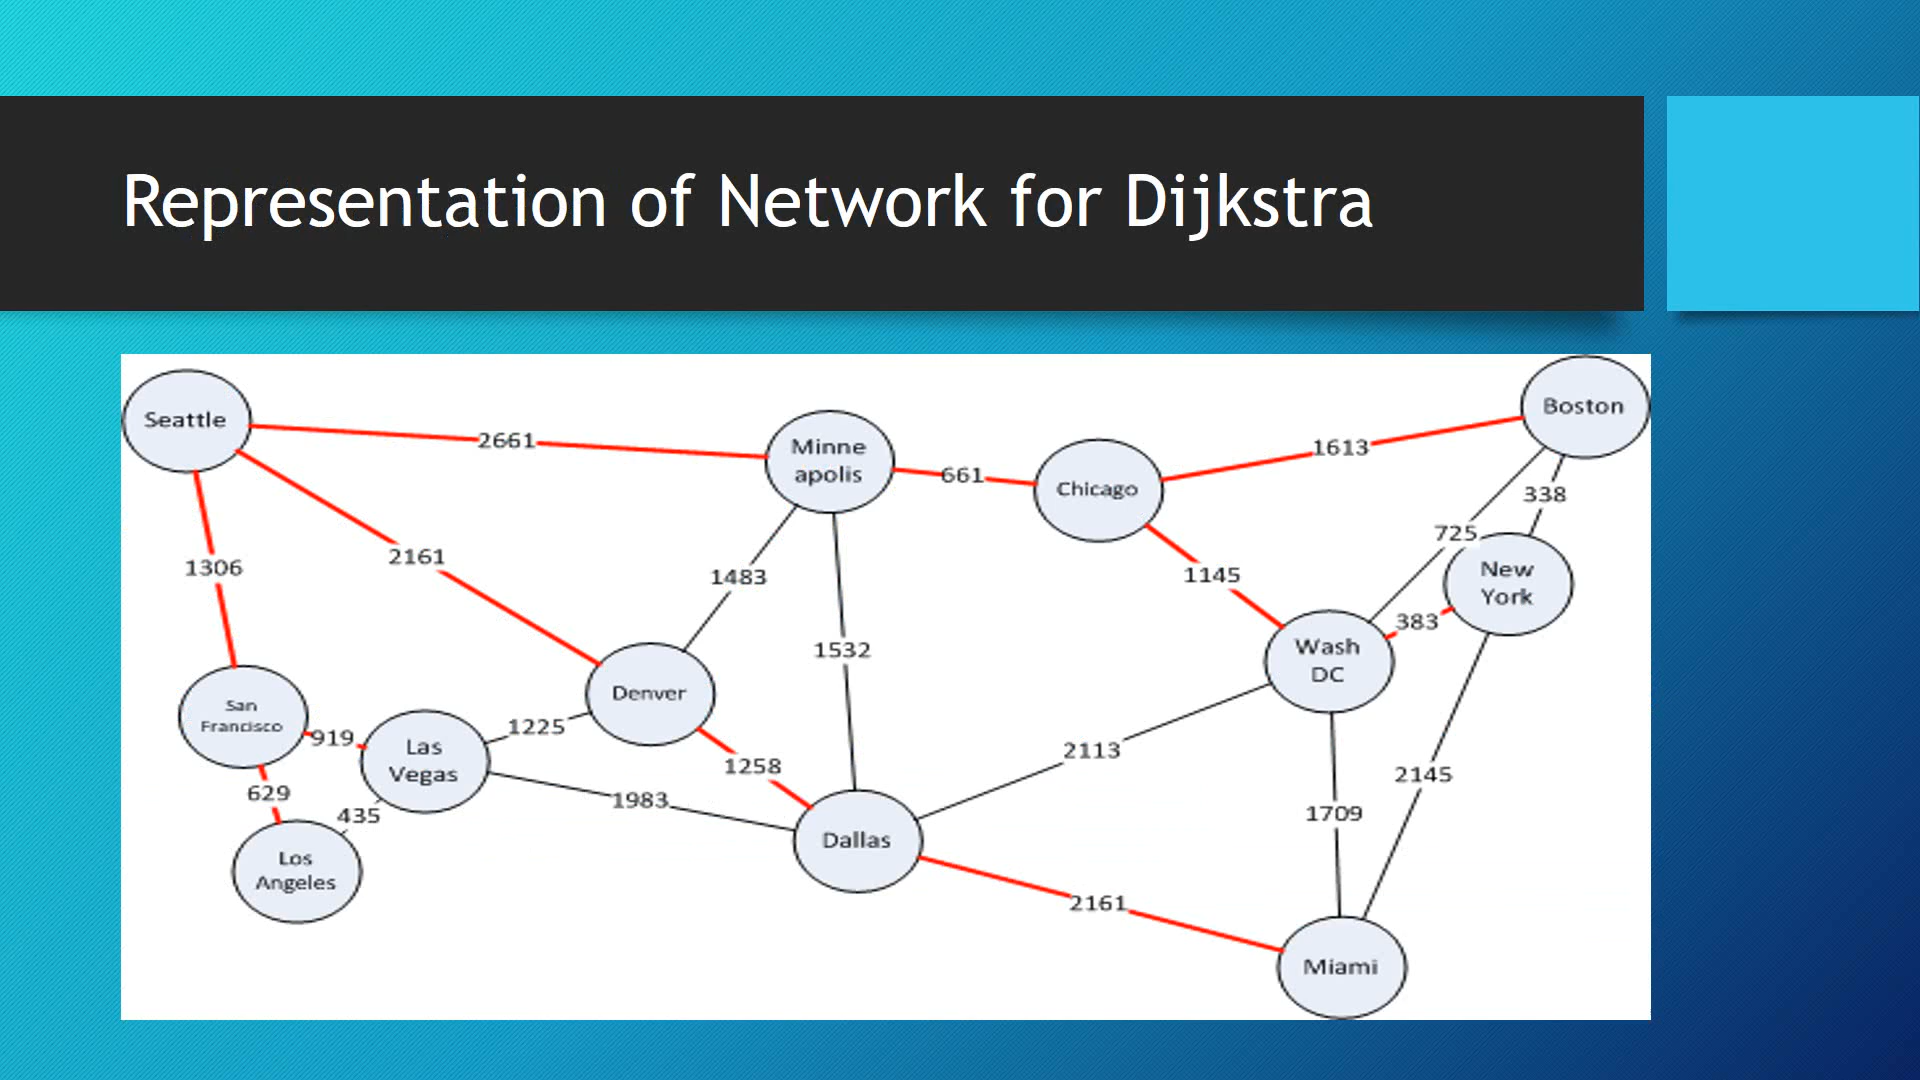 Representation of Network for Dijkstra
Seattle
Boston
2661
Minne
apolis
1613
661
Chicago
338
725
1306
2161
1483
1145
New
York
383
1532
Wash
DC
Denver
San
Francisco
919
1225
Las
Vegas
2113
1258
2145
629
1983
435
1709
Dallas
Los
Angeles
2161
Miami